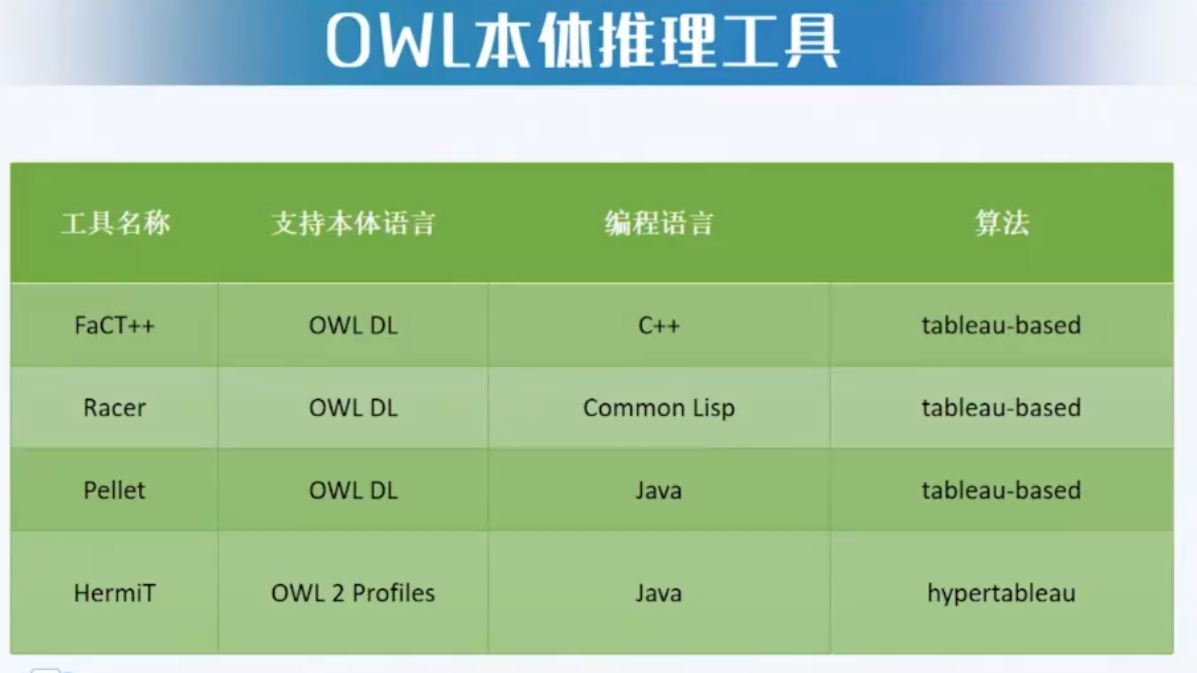 OWL本体推理工具
工具名称 支持本体语言 编程语言 算法
FaCT++ OWL DL C++ tableau-based
Racer OWL DL Common Lisp tableau-based
Pellet OWL DL Java tableau-based
HermiT OWL 2 Profiles Java hypertableau